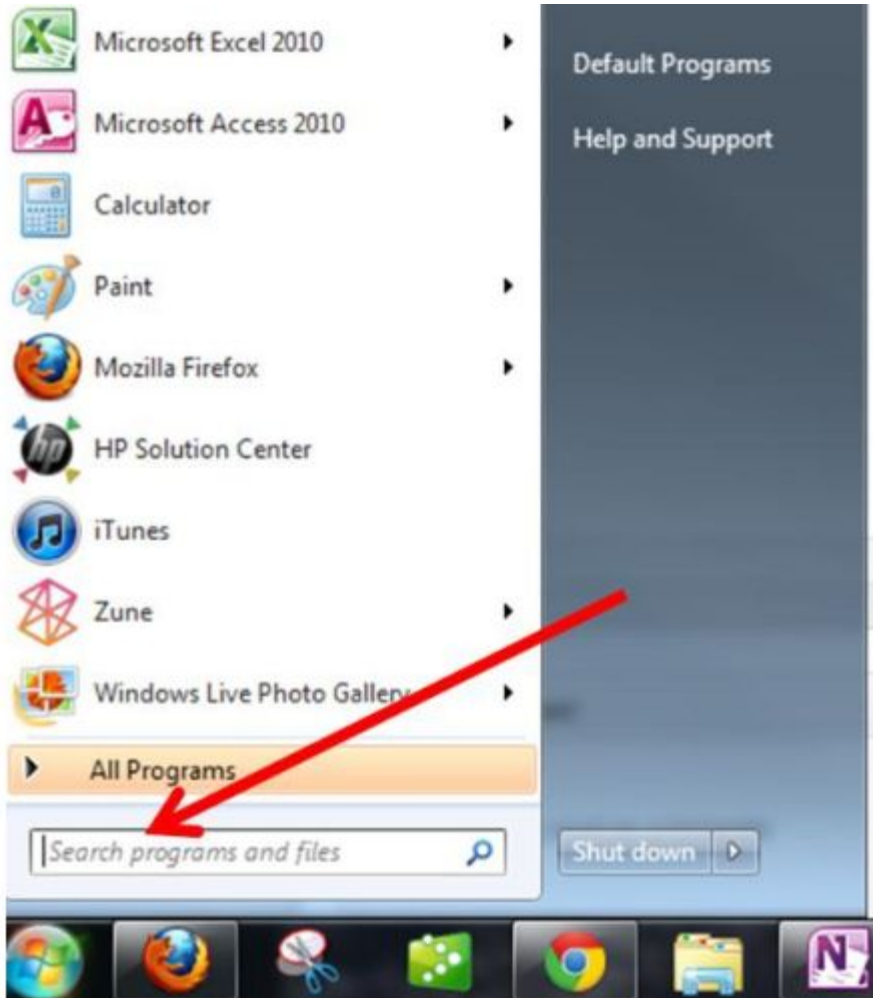 Microsoft Excel 2010
Microsoft Access 2010
Calculator
Paint
Mozilla Firefox
HP Solution Center
iTunes
Zune
Windows Live Photo Gallery
All Programs
Search programs and files
Default Programs
Help and Support
Shut down